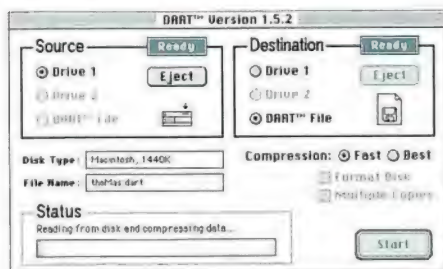 DART™ Version 1.5.2
Source
Ready
Drive 1
Eject
Drive 2
DART™ File
Destination
Ready
Drive 1
Eject
Drive 2
DART™ File
Disk Type: Macintosh, 1440K
File Name:
Compression: Fast Best
Format Disk
Multiple Copies
Status
Reading from disk and compressing data...
Start